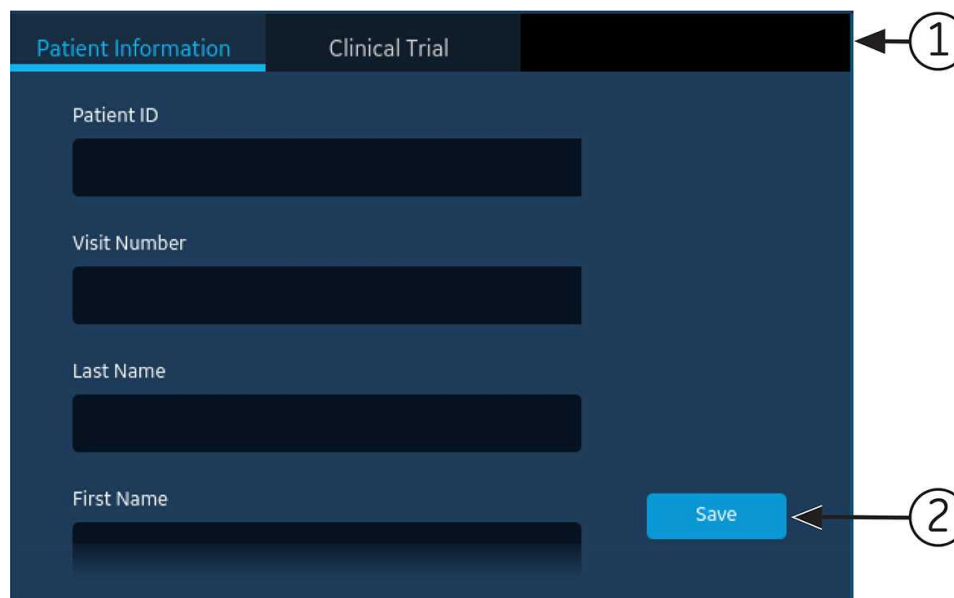 Patient Information
Clinical Trial
1
Patient ID
Visit Number
Last Name
First Name
Save
2